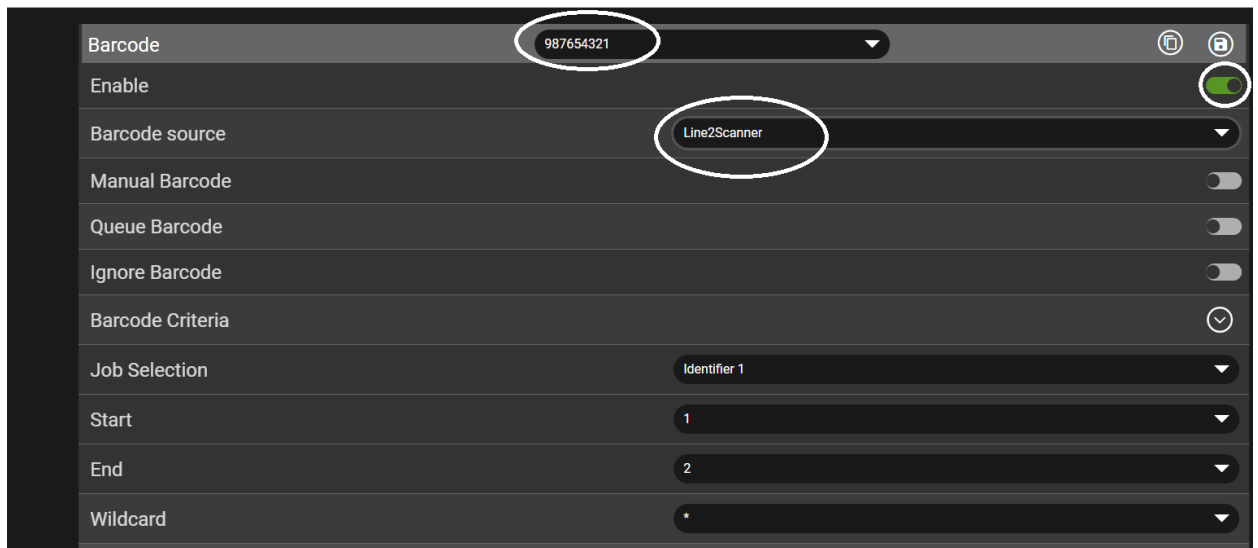 Barcode 987654321
Enable
Barcode source Line2Scanner
Manual Barcode
Queue Barcode
Ignore Barcode
Barcode Criteria
Job Selection Identifier 1
Start 1
End 2
Wildcard *